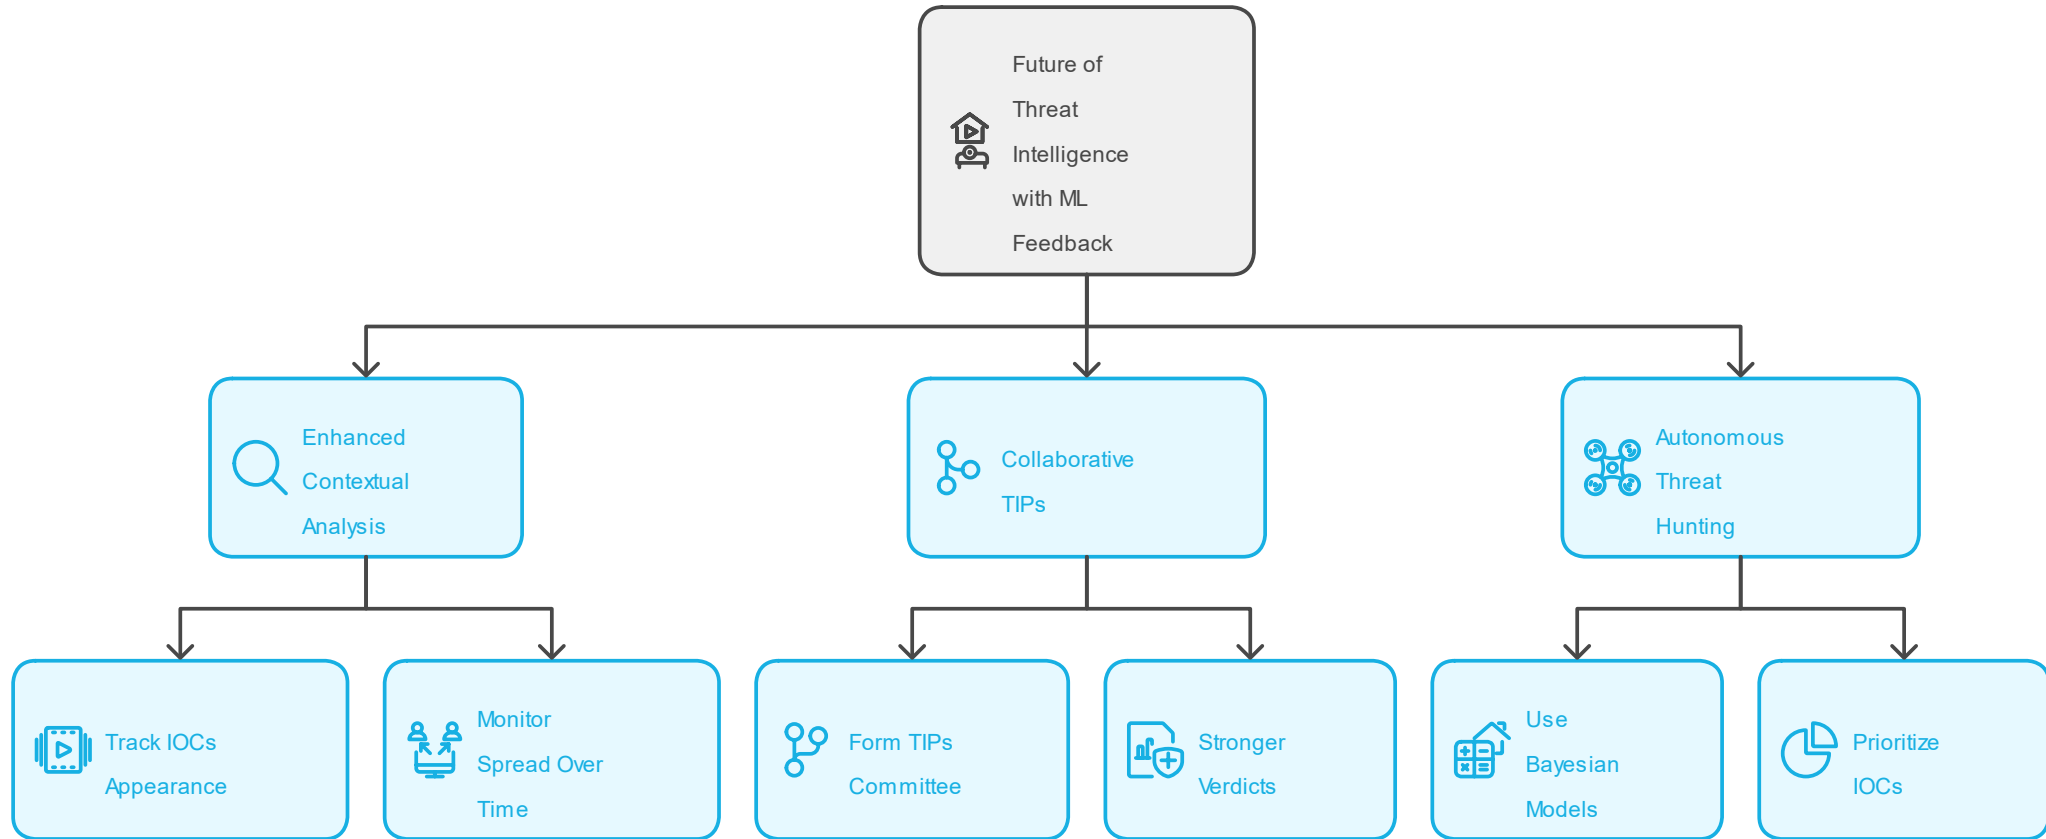 Future of
Threat
Intelligence
with ML
Feedback
Enhanced
Contextual
Analysis
Collaborative
TIPs
Autonomous
Threat
Hunting
Track IOCs
Appearance
Monitor
Spread Over
Time
Form TIPs
Committee
Stronger
Verdicts
Use
Bayesian
Models
Prioritize
IOCs